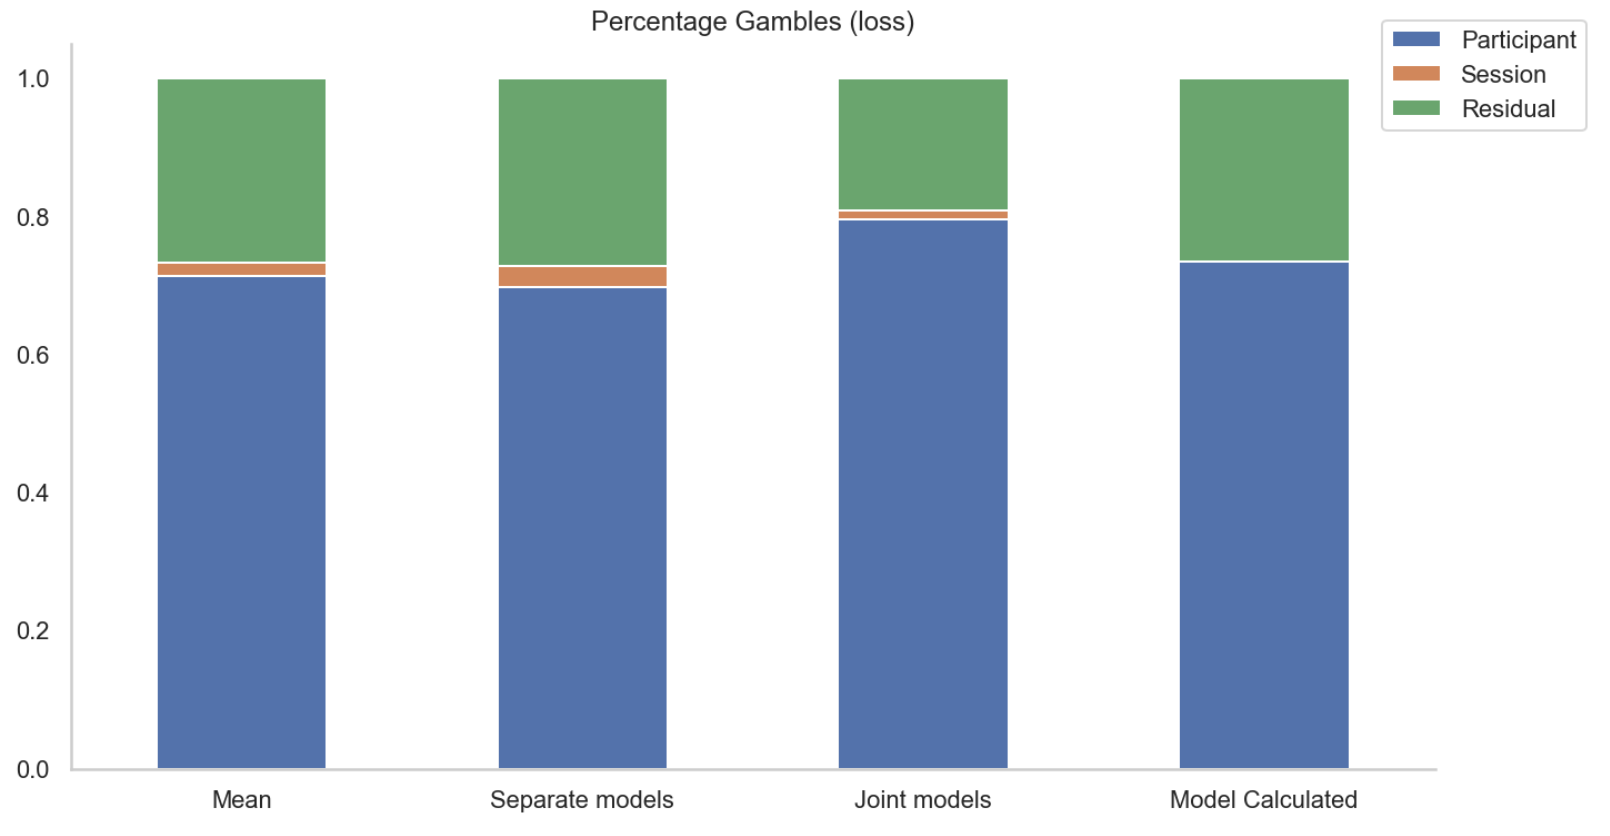 Percentage Gambles (loss)
Participant
Session
Residual
1.0
0.8
0.6
0.4
0.2
0.0
Mean
Separate models
Joint models
Model Calculated